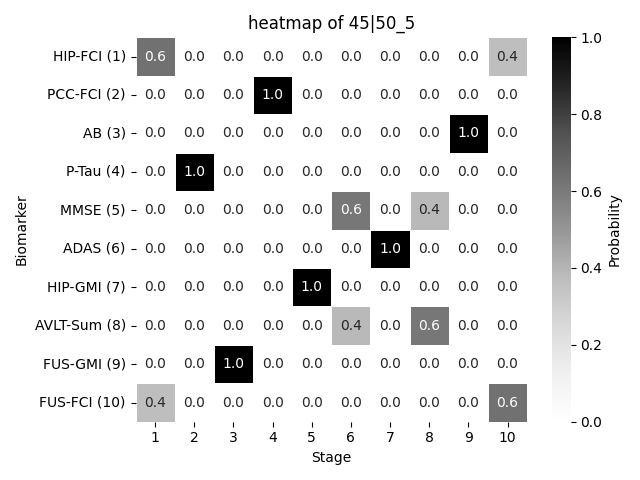 heatmap of 45|50_5
HIP-FCI (1) 0.6 0.0 0.0 0.0 0.0 0.0 0.0 0.0 0.0 0.4
PCC-FCI (2) 0.0 0.0 0.0 1.0 0.0 0.0 0.0 0.0 0.0 0.0
AB (3) 0.0 0.0 0.0 0.0 0.0 0.0 0.0 0.0 1.0 0.0
P-Tau (4) 0.0 1.0 0.0 0.0 0.0 0.0 0.0 0.0 0.0 0.0
MMSE (5) 0.0 0.0 0.0 0.0 0.0 0.6 0.0 0.4 0.0 0.0
ADAS (6) 0.0 0.0 0.0 0.0 0.0 0.0 1.0 0.0 0.0 0.0
HIP-GMI (7) 0.0 0.0 0.0 0.0 1.0 0.0 0.0 0.0 0.0 0.0
AVLT-Sum (8) 0.0 0.0 0.0 0.0 0.0 0.4 0.0 0.6 0.0 0.0
FUS-GMI (9) 0.0 0.0 1.0 0.0 0.0 0.0 0.0 0.0 0.0 0.0
FUS-FCI (10) 0.4 0.0 0.0 0.0 0.0 0.0 0.0 0.0 0.0 0.6
1 2 3 4 5 6 7 8 9 10
Stage
Biomarker
1.0
0.8
0.6
0.4
0.2
0.0
Probability